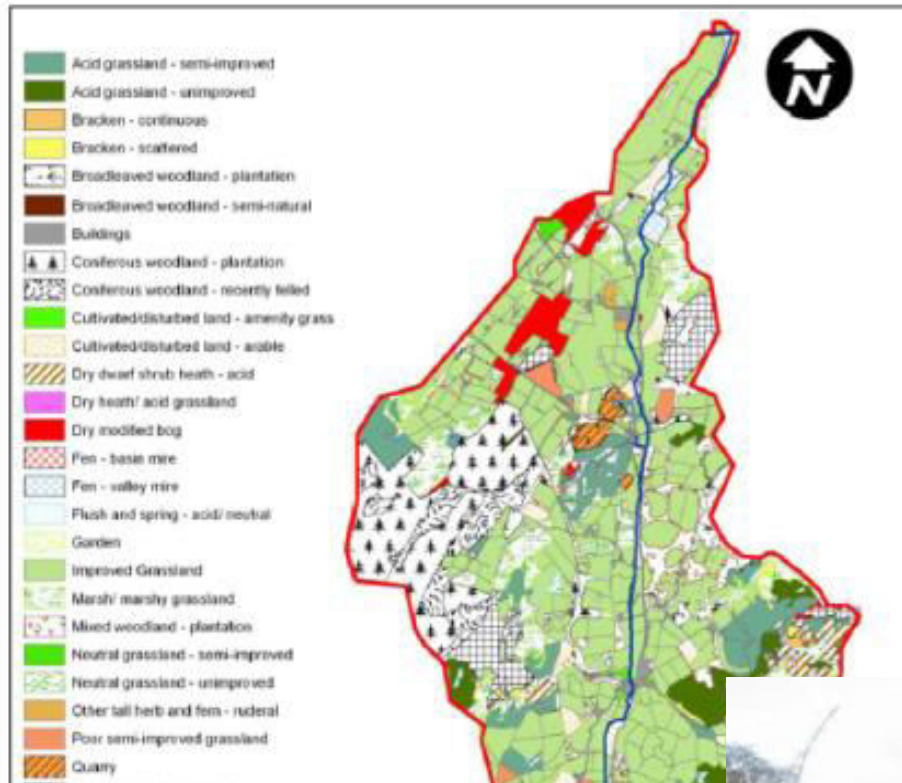 Acid grassland - semi-improved
Acid grassland - unimproved
Bracken - continuous
Bracken - scattered
Broadleaved woodland - plantation
Broadleaved woodland - semi-natural
Buildings
Coniferous woodland - plantation
Coniferous woodland - recently felled
Cultivated/disturbed land - amenity grass
Cultivated/disturbed land - arable
Dry dwarf shrub heath - acid
Dry heath/ acid grassland
Dry modified bog
Fen - basin mire
Fen - valley mire
Flush and spring - acid/ neutral
Garden
Improved Grassland
Marsh/ marshy grassland
Mixed woodland - plantation
Neutral grassland - semi-improved
Neutral grassland - unimproved
Other tall herb and fern - ruderal
Poor semi-improved grassland
Quarry
N